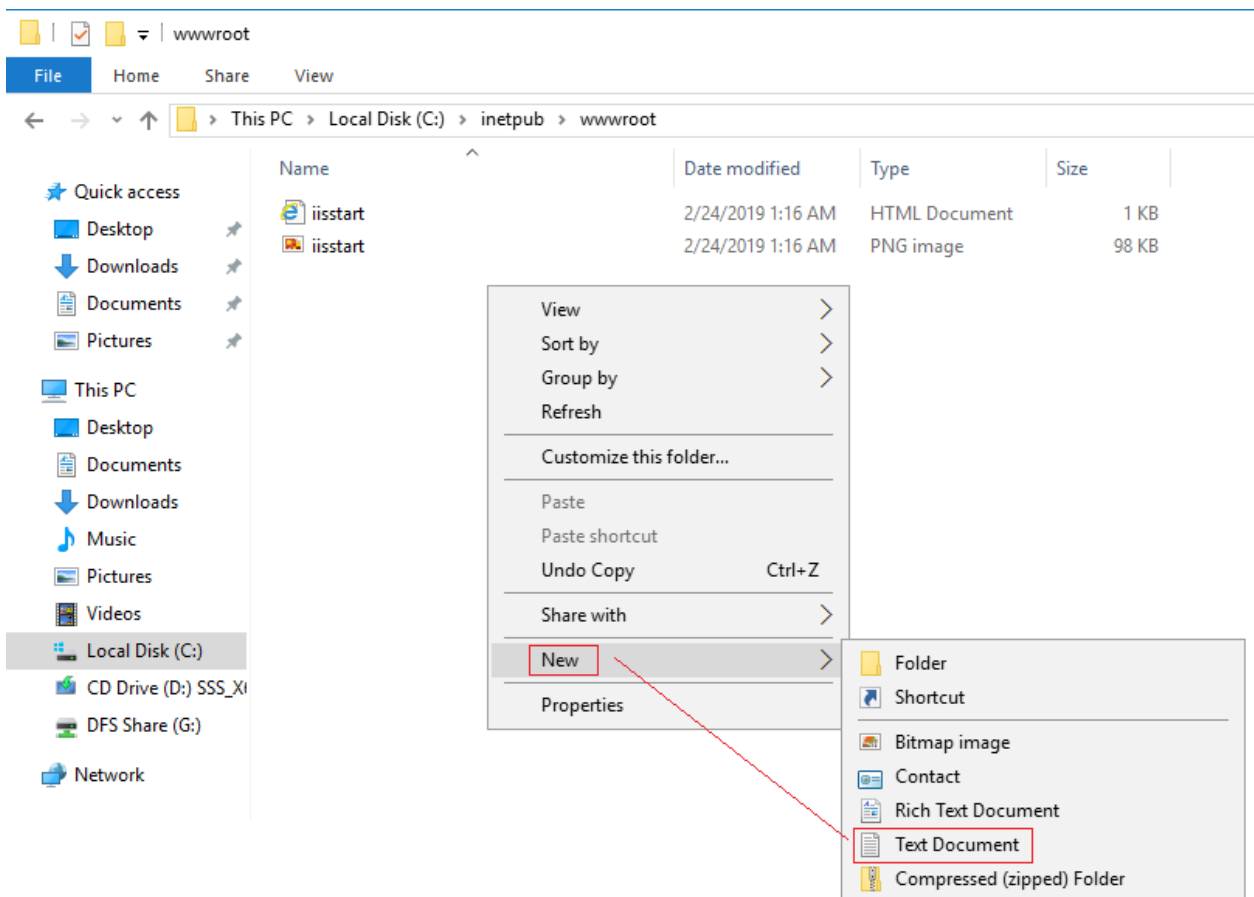 wwwroot
File Home Share View
This PC > Local Disk (C:) > inetpub > wwwroot
Name Date modified Type Size
Quick access
Desktop
Downloads
Documents
Pictures
This PC
Desktop
Documents
Downloads
Music
Pictures
Videos
Local Disk (C:)
CD Drive (D:) SSS_X
DFS Share (G:)
Network
iisstart 2/24/2019 1:16 AM HTML Document 1 KB
iisstart 2/24/2019 1:16 AM PNG image 98 KB
View
Sort by
Group by
Refresh
Customize this folder...
Paste
Paste shortcut
Undo Copy Ctrl+Z
Share with
New
Properties
Folder
Shortcut
Bitmap image
Contact
Rich Text Document
Text Document
Compressed (zipped) Folder